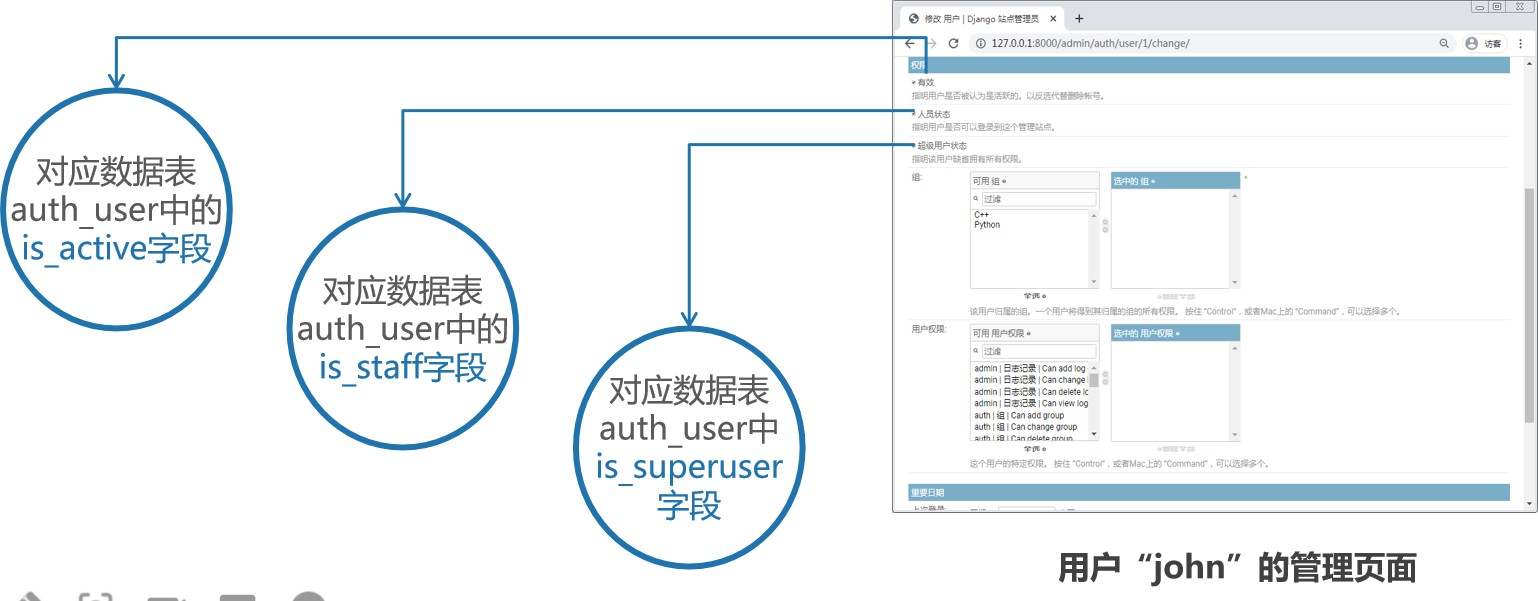 修改 用户 | Django 站点管理员
127.0.0.1:8000/admin/auth/user/1/change/
访客
权限
有效
指明用户是否被认为是活跃的。以反选代替删除帐号。
人员状态
指明用户是否可以登录到这个管理站点。
超级用户状态
指明该用户缺省拥有所有权限。
组:
可用 组
选中的 组
过滤
C++
Python
全选
该用户归属的组。一个用户将得到其归属的组的所有权限。 按住 “Control”，或者Mac上的 “Command”，可以选择多个。
用户权限:
可用 用户权限
选中的 用户权限
过滤
admin | 日志记录 | Can add log
admin | 日志记录 | Can change
admin | 日志记录 | Can delete lo
admin | 日志记录 | Can view log
auth | 组 | Can add group
auth | 组 | Can change group
auth | 组 | Can delete group
全选
这个用户的特定权限。 按住 “Control”，或者Mac上的 “Command”，可以选择多个。
重要日期
上次登录:
对应数据表
auth_user中的
is_active字段
对应数据表
auth_user中的
is_staff字段
对应数据表
auth_user中
is_superuser
字段
用户“john”的管理页面